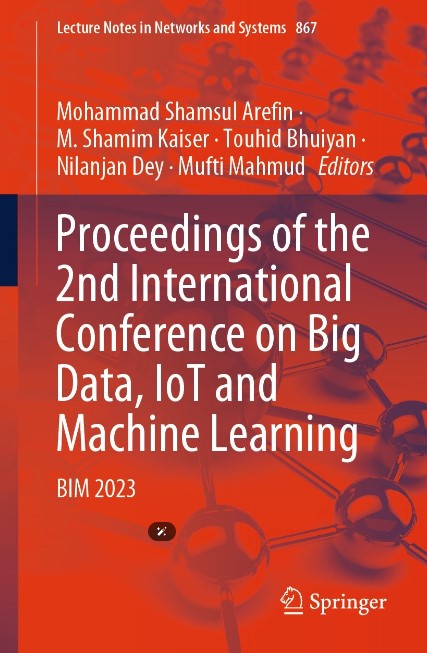 Lecture Notes in Networks and Systems 867
Mohammad Shamsul Arefin ·
M. Shamim Kaiser · Touhid Bhuiyan ·
Nilanjan Dey · Mufti Mahmud Editors
Proceedings of the
2nd International
Conference on Big
Data, IoT and
Machine Learning
BIM 2023
Springer